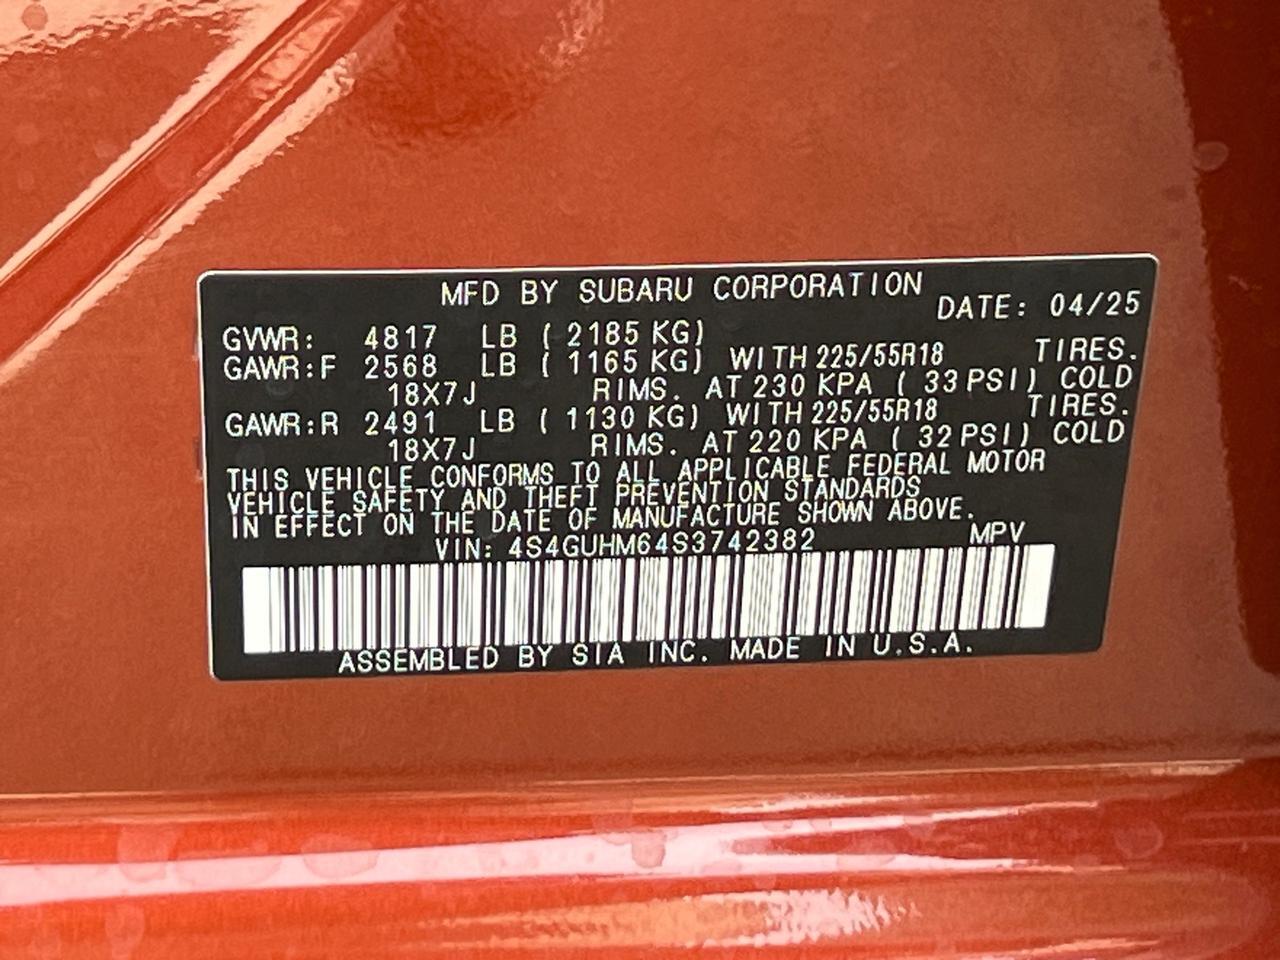 MFD BY SUBARU CORPORATION
DATE: 04/25
GVWR: 4817 LB ( 2185 KG)
GAWR:F 2568 LB ( 1165 KG) WITH 225/55R18 TIRES.
18X7J RIMS. AT 230 KPA ( 33 PSI) COLD
GAWR:R 2491 LB ( 1130 KG) WITH 225/55R18 TIRES.
18X7J RIMS. AT 220 KPA ( 32 PSI) COLD
THIS VEHICLE CONFORMS TO ALL APPLICABLE FEDERAL MOTOR
VEHICLE SAFETY AND THEFT PREVENTION STANDARDS
IN EFFECT ON THE DATE OF MANUFACTURE SHOWN ABOVE.
VIN: 4S4GUHM64S3742382 MPV
ASSEMBLED BY SIA INC. MADE IN U.S.A.